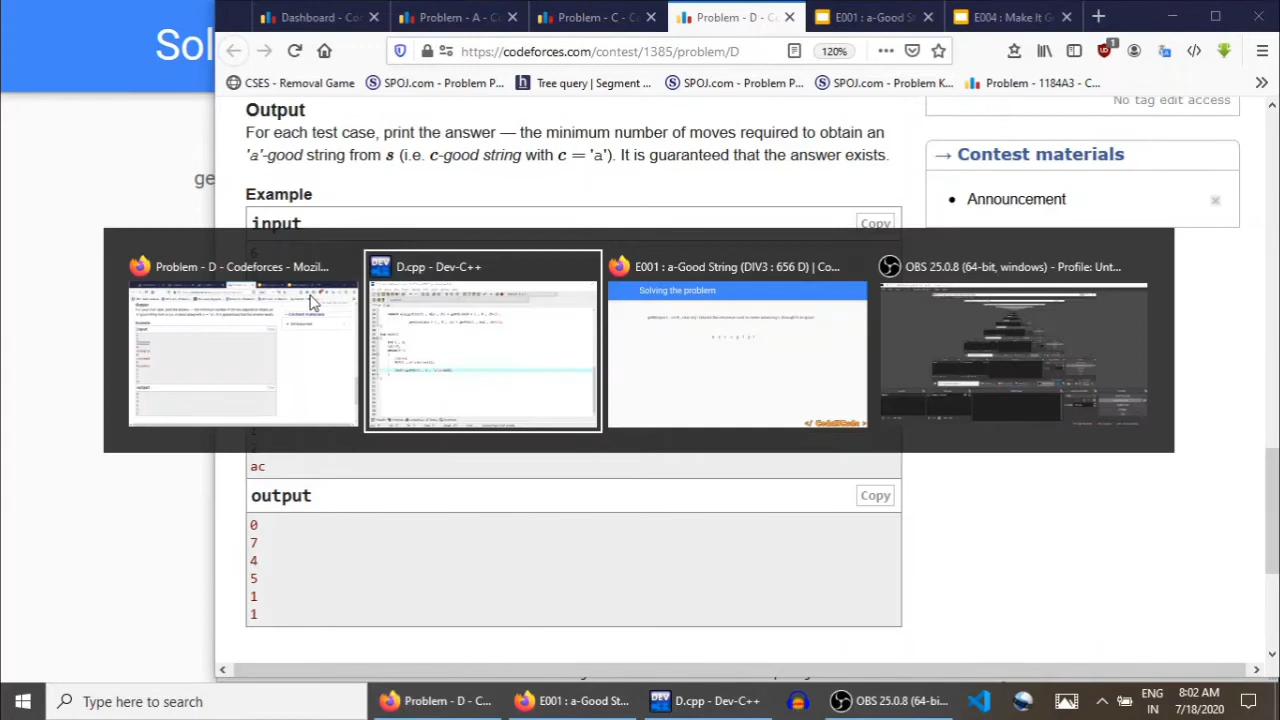 Sol
ge
Dashboard - Co
Problem - A - C
Problem - C - C
Problem - D - C
E001 : a-Good St
E004 : Make It G
https://codeforces.com/contest/1385/problem/D
120%
CSES - Removal Game
SPOJ.com - Problem P...
Tree query | Segment ...
SPOJ.com - Problem P...
SPOJ.com - Problem K...
Problem - 1184A3 - C...
Output
For each test case, print the answer — the minimum number of moves required to obtain an
'a'-good string from s (i.e. c-good string with c = 'a'). It is guaranteed that the answer exists.
No tag edit access
→ Contest materials
Announcement
Example
input
Copy
6
Problem - D - Codeforces - Mozil...
D.cpp - Dev-C++
E001 : a-Good String (DIV3 : 656 D) | Co...
OBS 25.0.8 (64-bit, windows) - Profile: Unt...
Solving the problem
</ Code&Code >
ac
output
Copy
0
7
4
5
1
1
Type here to search
Problem - D - C...
E001 : a-Good St...
D.cpp - Dev-C++
OBS 25.0.8 (64-bi...
ENG
IN
8:02 AM
7/18/2020